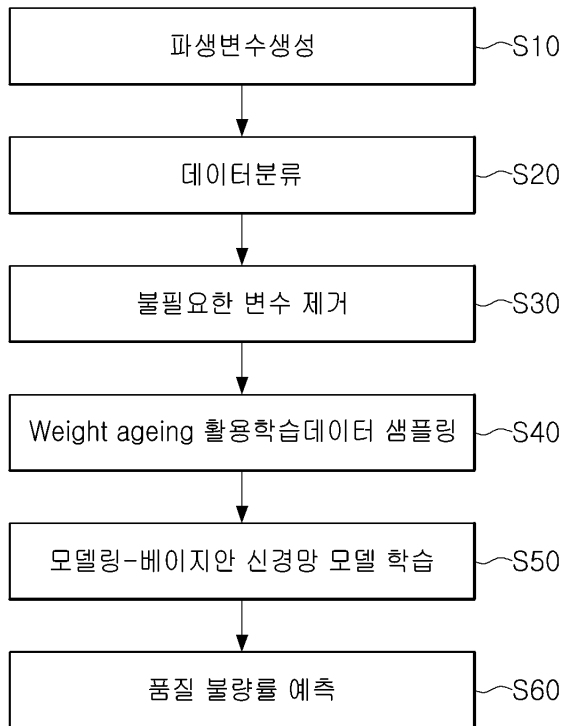 파생변수생성 S10
데이터분류 S20
불필요한 변수 제거 S30
Weight ageing 활용학습데이터 샘플링 S40
모델링-베이지안 신경망 모델 학습 S50
품질 불량률 예측 S60